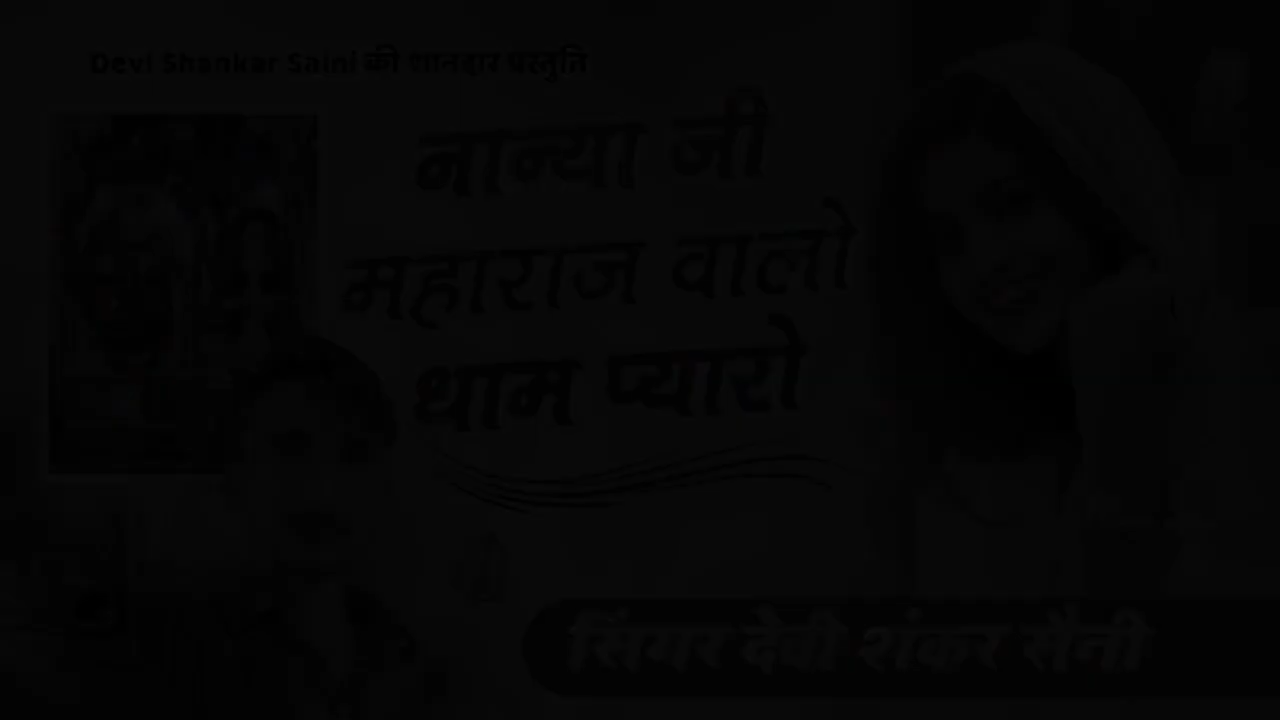 Devi Shankar Saini की शानदार प्रस्तुति
नान्या जी
महाराज वालो
धाम प्यारो
सिंगर देवी शंकर सैनी